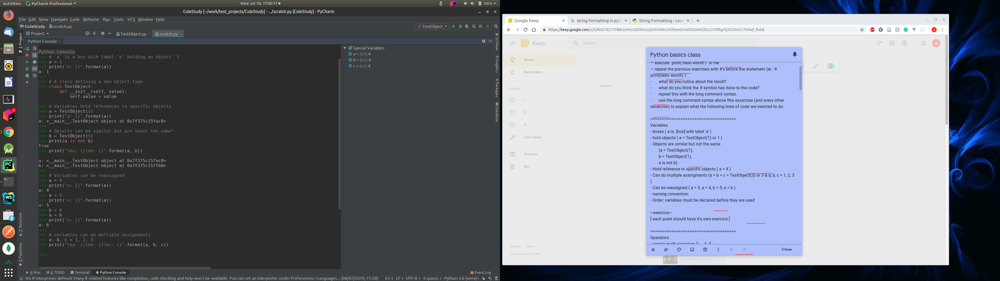 Activities PyCharm Professional Wed Jul 10, 17:42:17 100 %
ColeStudy [~/work/test_projects/ColeStudy] - .../scratch.py [ColeStudy] - PyCharm
File Edit View Navigate Code Refactor Run Tools VCS Window Help
ColeStudy scratch.py TestObject
Project TestObject.py scratch.py
Python Console
1: Project
Z: Structure
2: Favorites
Python Console
>>> # `a` is a box with label `a` holding an object `1`
>>> a = 1
>>> print("a: {}".format(a))
a: 1
>>>
>>> # A class defining a new object type
>>> class TestObject:
... def __init__(self, value):
... self.value = value
...
>>> # Variables hold references to specific objects
>>> a = TestObject(1)
>>> print("a: {}".format(a))
a: <__main__.TestObject object at 0x7f375c15fac8>
>>>
>>> # Objects can be similar but are never the same*
>>> b = TestObject(1)
>>> print(a is not b)
True
>>> print("\na: {}\nb: {}".format(a, b))
a: <__main__.TestObject object at 0x7f375c15fac8>
b: <__main__.TestObject object at 0x7f375c15ff60>
>>>
>>> # Variables can be reassigned
>>> a = 4
>>> print("a: {}".format(a))
a: 4
>>> a = 5
>>> print("a: {}".format(a))
a: 5
>>> b = 6
>>> a = b
>>> print("a: {}".format(a))
a: 6
>>>
>>> # variables can do multiple assignments
>>> a, b, c = 1, 2, 3
>>> print("\na: {}\nb: {}\nc: {}".format(a, b, c))
>>>
Special Variables
a = {int} 4
b = {int} 4
c = {int} 4
SciView
R Graphics
R Packages
Database
4: Run 6: TODO Terminal Python Console 2 Event Log
No R interpreter defined: Many R related features like completion, code checking and help won't be available. You can set an interpreter under Preferences->Languages... (08/07/2019, 11:28) 61:1 LF UTF-8 4 spaces Python 3.6 (venv)
Google Keep string formatting in pyth String Formatting - Lear
https://keep.google.com/u/0/#NOTE/1TPBBUjrMctrGZ4Kmzq2K9VM8rLXOfeeeS5rW0GSmMZZOc31fAfbgYQXG3iKxCcT6Nqf_RxhB
Keep Search A
Notes
Reminders
LABELS
1
2
3
Edit labels
Archive
Bin
Privacy · Terms
Open-source licences
PINNED
Python basics class
— execute `print('hello world!')` in file
— repeat the previous exercises with #'s before the statemetn (ie: `#
print(hello world!)`)
- what do you notice about the result?
- what do you think the # symbol has done to the code?
- repeat this with the long comment syntax.
- use the long comment syntax above this excercise (and every other
excercise) to explain what the following lines of code are exected to do.
=====================================
Variables
- boxes ( a is: [box] with label 'a' )
- hold objects ( a = TestObject(1) or 1 )
- Objects are similar but not the same
(a = TestObject(1),
b = TestObject(1),
a is not b)
- Hold reference to specific objects ( a = 4 )
- Can do multiple assingments (a = b = c = TestObject(3) or 3 & a, b, c = 1, 2, 3
)
- Can be reassigned ( a = 3, a = 4, b = 5, a = b )
- naming convention
- Order: variables must be declared before they are used
~exercice~
[ each point should have it's own exercice ]
=====================================
Operators
Close
towardsdatascience.c...